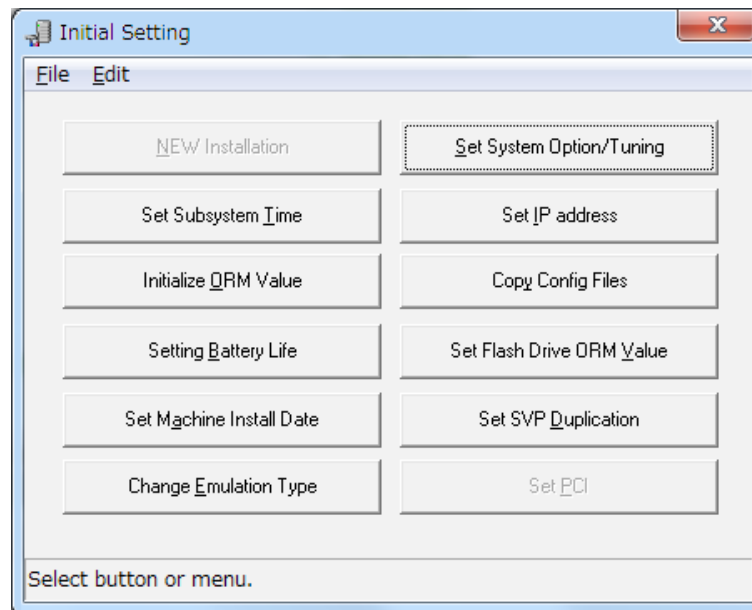 Initial Setting
File Edit
NEW Installation
Set System Option/Tuning
Set Subsystem Time
Set IP address
Initialize ORM Value
Copy Config Files
Setting Battery Life
Set Flash Drive ORM Value
Set Machine Install Date
Set SVP Duplication
Change Emulation Type
Set PCI
Select button or menu.